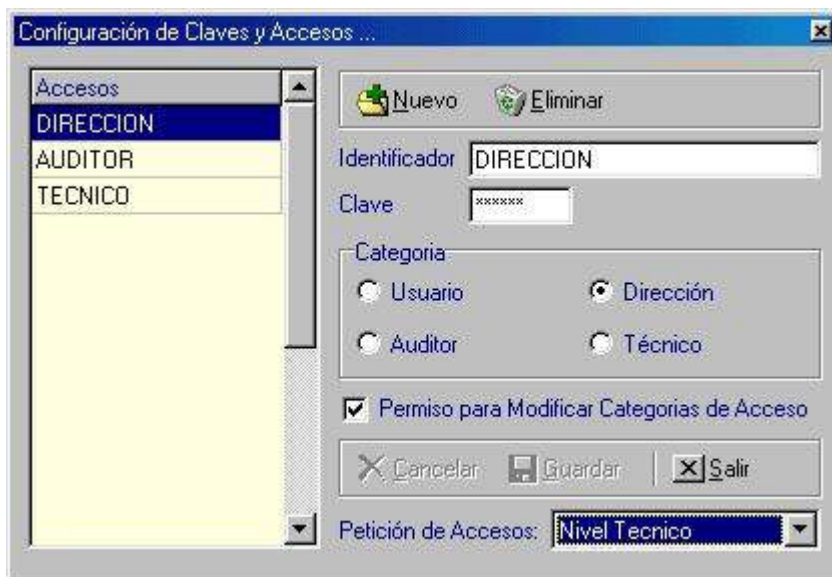 Configuración de Claves y Accesos ...
Accesos
DIRECCION
AUDITOR
TECNICO
Nuevo Eliminar
Identificador DIRECCION
Clave ******
Categoria
Usuario Dirección
Auditor Técnico
Permiso para Modificar Categorias de Acceso
Cancelar Guardar Salir
Petición de Accesos: Nivel Tecnico